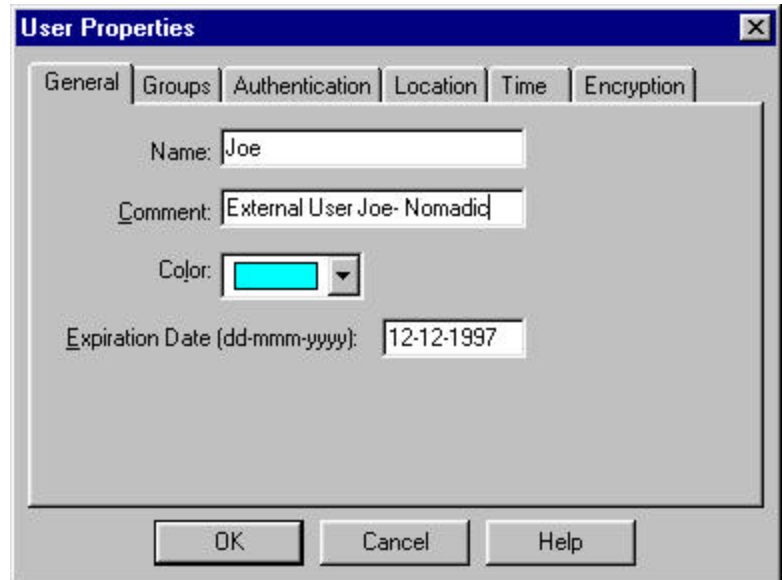 User Properties
General Groups Authentication Location Time Encryption
Name: Joe
Comment: External User Joe- Nomadic
Color:
Expiration Date (dd-mmm-yyyy): 12-12-1997
OK Cancel Help